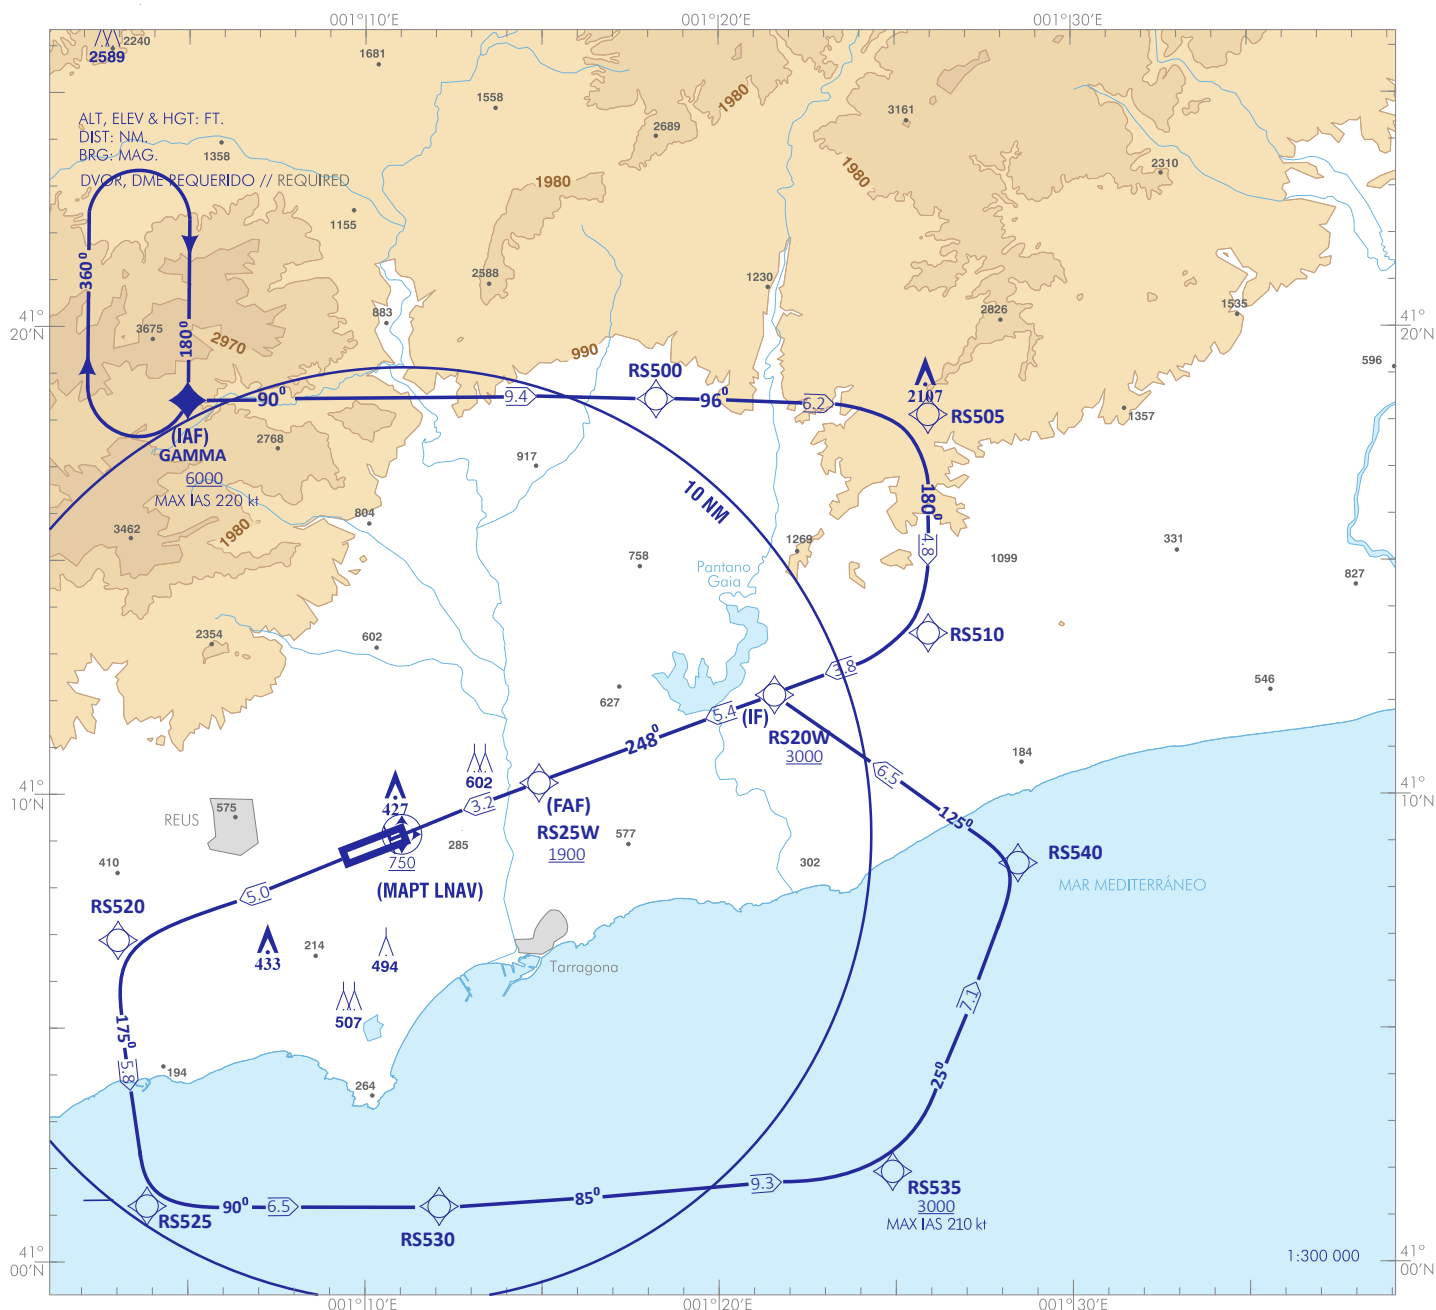 001°10'E
001°20'E
001°30'E
2240
2589
1681
1558
2689
1980
3161
1980
2310
ALT, ELEV & HGT: FT.
DIST: NM.
BRG: MAG.
1358
DVOR, DME REQUERIDO // REQUIRED
1980
1155
360°
2588
1230
1535
2826
883
41°
20'N
3675
180°
2970
990
41°
20'N
596
RS500
90°
9.4
96°
6.2
2107
RS505
1357
(IAF)
GAMMA
6000
MAX IAS 220 kt
2768
917
10 NM
180°
804
3462
1980
758
1269
4.8
1099
331
827
Pantano
Gaia
2354
602
RS510
3.8
546
627
5.4
(IF)
RS20W
3000
248°
184
602
6.5
41°
10'N
427
3.2
(FAF)
RS25W
1900
125°
41°
10'N
REUS
575
285
577
302
RS540
MAR MEDITERRÁNEO
410
750
(MAPT LNAV)
5.0
RS520
433
214
494
Tarragona
507
7.1
175°
5.8
194
264
25°
RS525
90°
6.5
RS530
85°
9.3
RS535
3000
MAX IAS 210 kt
41°
00'N
1:300 000
41°
00'N
001°10'E
001°20'E
001°30'E